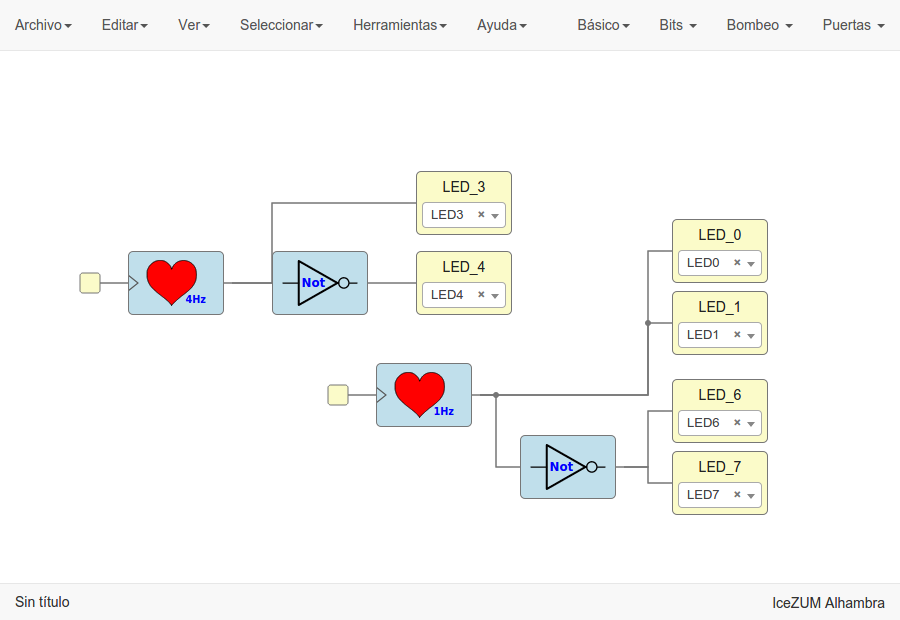 Archivo Editar Ver Seleccionar Herramientas Ayuda Básico Bits Bombeo Puertas
LED_3
LED3 ×
4Hz
Not
LED_4
LED4 ×
LED_0
LED0 ×
LED_1
LED1 ×
1Hz
Not
LED_6
LED6 ×
LED_7
LED7 ×
Sin título
IceZUM Alhambra